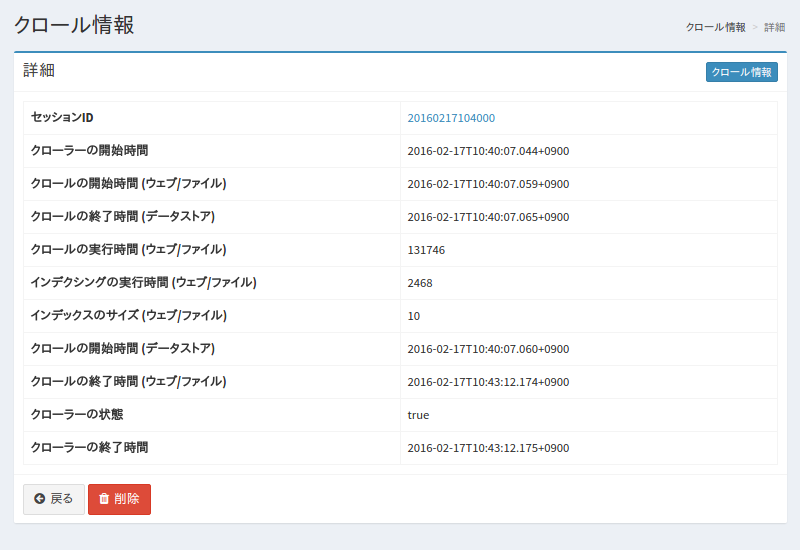 クロール情報
クロール情報 > 詳細
詳細
クロール情報
セッションID 20160217104000
クローラーの開始時間 2016-02-17T10:40:07.044+0900
クロールの開始時間 (ウェブ/ファイル) 2016-02-17T10:40:07.059+0900
クロールの終了時間 (データストア) 2016-02-17T10:40:07.065+0900
クロールの実行時間 (ウェブ/ファイル) 131746
インデクシングの実行時間 (ウェブ/ファイル) 2468
インデックスのサイズ (ウェブ/ファイル) 10
クロールの開始時間 (データストア) 2016-02-17T10:40:07.060+0900
クロールの終了時間 (ウェブ/ファイル) 2016-02-17T10:43:12.174+0900
クローラーの状態 true
クローラーの終了時間 2016-02-17T10:43:12.175+0900
戻る 削除